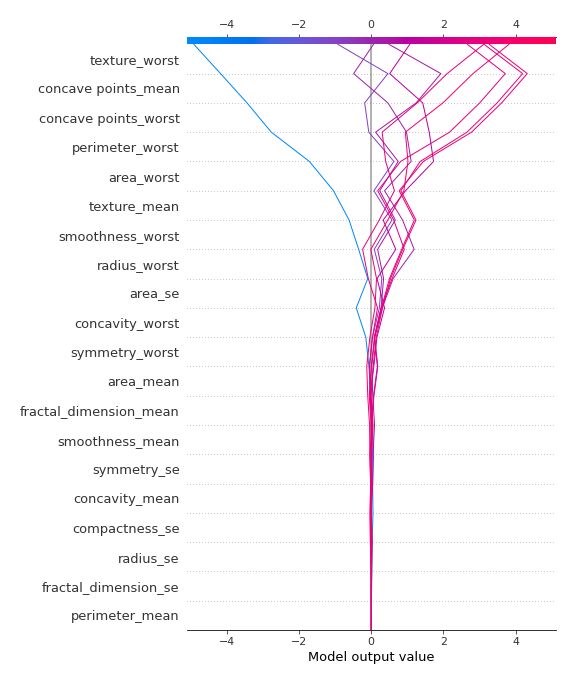 −4 −2 0 2 4
texture_worst
concave points_mean
concave points_worst
perimeter_worst
area_worst
texture_mean
smoothness_worst
radius_worst
area_se
concavity_worst
symmetry_worst
area_mean
fractal_dimension_mean
smoothness_mean
symmetry_se
concavity_mean
compactness_se
radius_se
fractal_dimension_se
perimeter_mean
−4 −2 0 2 4
Model output value